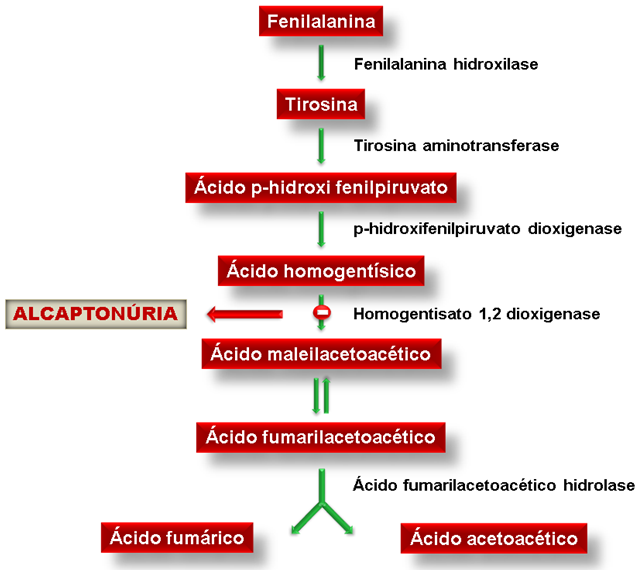 Fenilalanina
Fenilalanina hidroxilase
Tirosina
Tirosina aminotransferase
Ácido p-hidroxi fenilpiruvato
p-hidroxifenilpiruvato dioxigenase
Ácido homogentísico
ALCAPTONÚRIA
Homogentisato 1,2 dioxigenase
Ácido maleilacetoacético
Ácido fumarilacetoacético
Ácido fumarilacetoacético hidrolase
Ácido fumárico
Ácido acetoacético